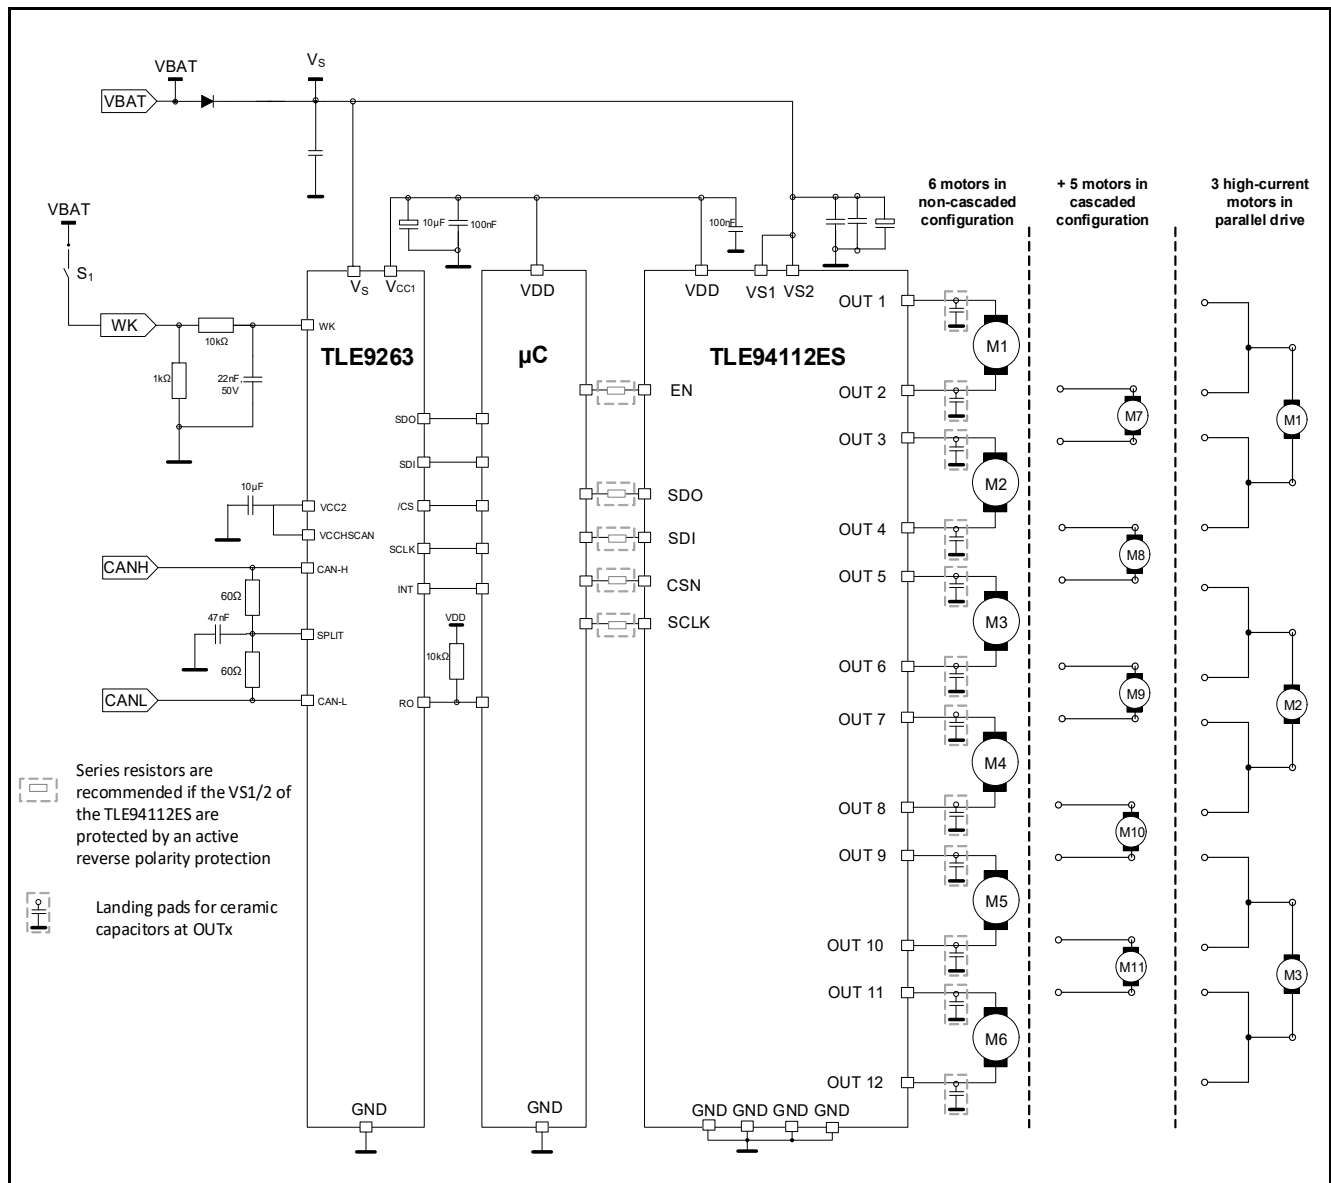 VBAT
VS
VBAT
6 motors in
non-cascaded
configuration
+ 5 motors in
cascaded
configuration
3 high-current
motors in
parallel drive
VBAT
S1
10µF
100nF
100nF
VS
VCC1
VDD
VDD
VS1
VS2
WK
10kΩ
1kΩ
22nF,
50V
WK
TLE9263
µC
TLE94112ES
EN
SDO
SDI
/CS
SCLK
INT
RO
VDD
10kΩ
SDO
SDI
CSN
SCLK
10µF
VCC2
VCCHSCAN
CANH
CAN-H
60Ω
47nF
SPLIT
60Ω
CANL
CAN-L
OUT 1
OUT 2
OUT 3
OUT 4
OUT 5
OUT 6
OUT 7
OUT 8
OUT 9
OUT 10
OUT 11
OUT 12
M1
M2
M3
M4
M5
M6
M7
M8
M9
M10
M11
M1
M2
M3
Series resistors are
recommended if the VS1/2 of
the TLE94112ES are
protected by an active
reverse polarity protection
Landing pads for ceramic
capacitors at OUTx
GND
GND
GND GND GND GND